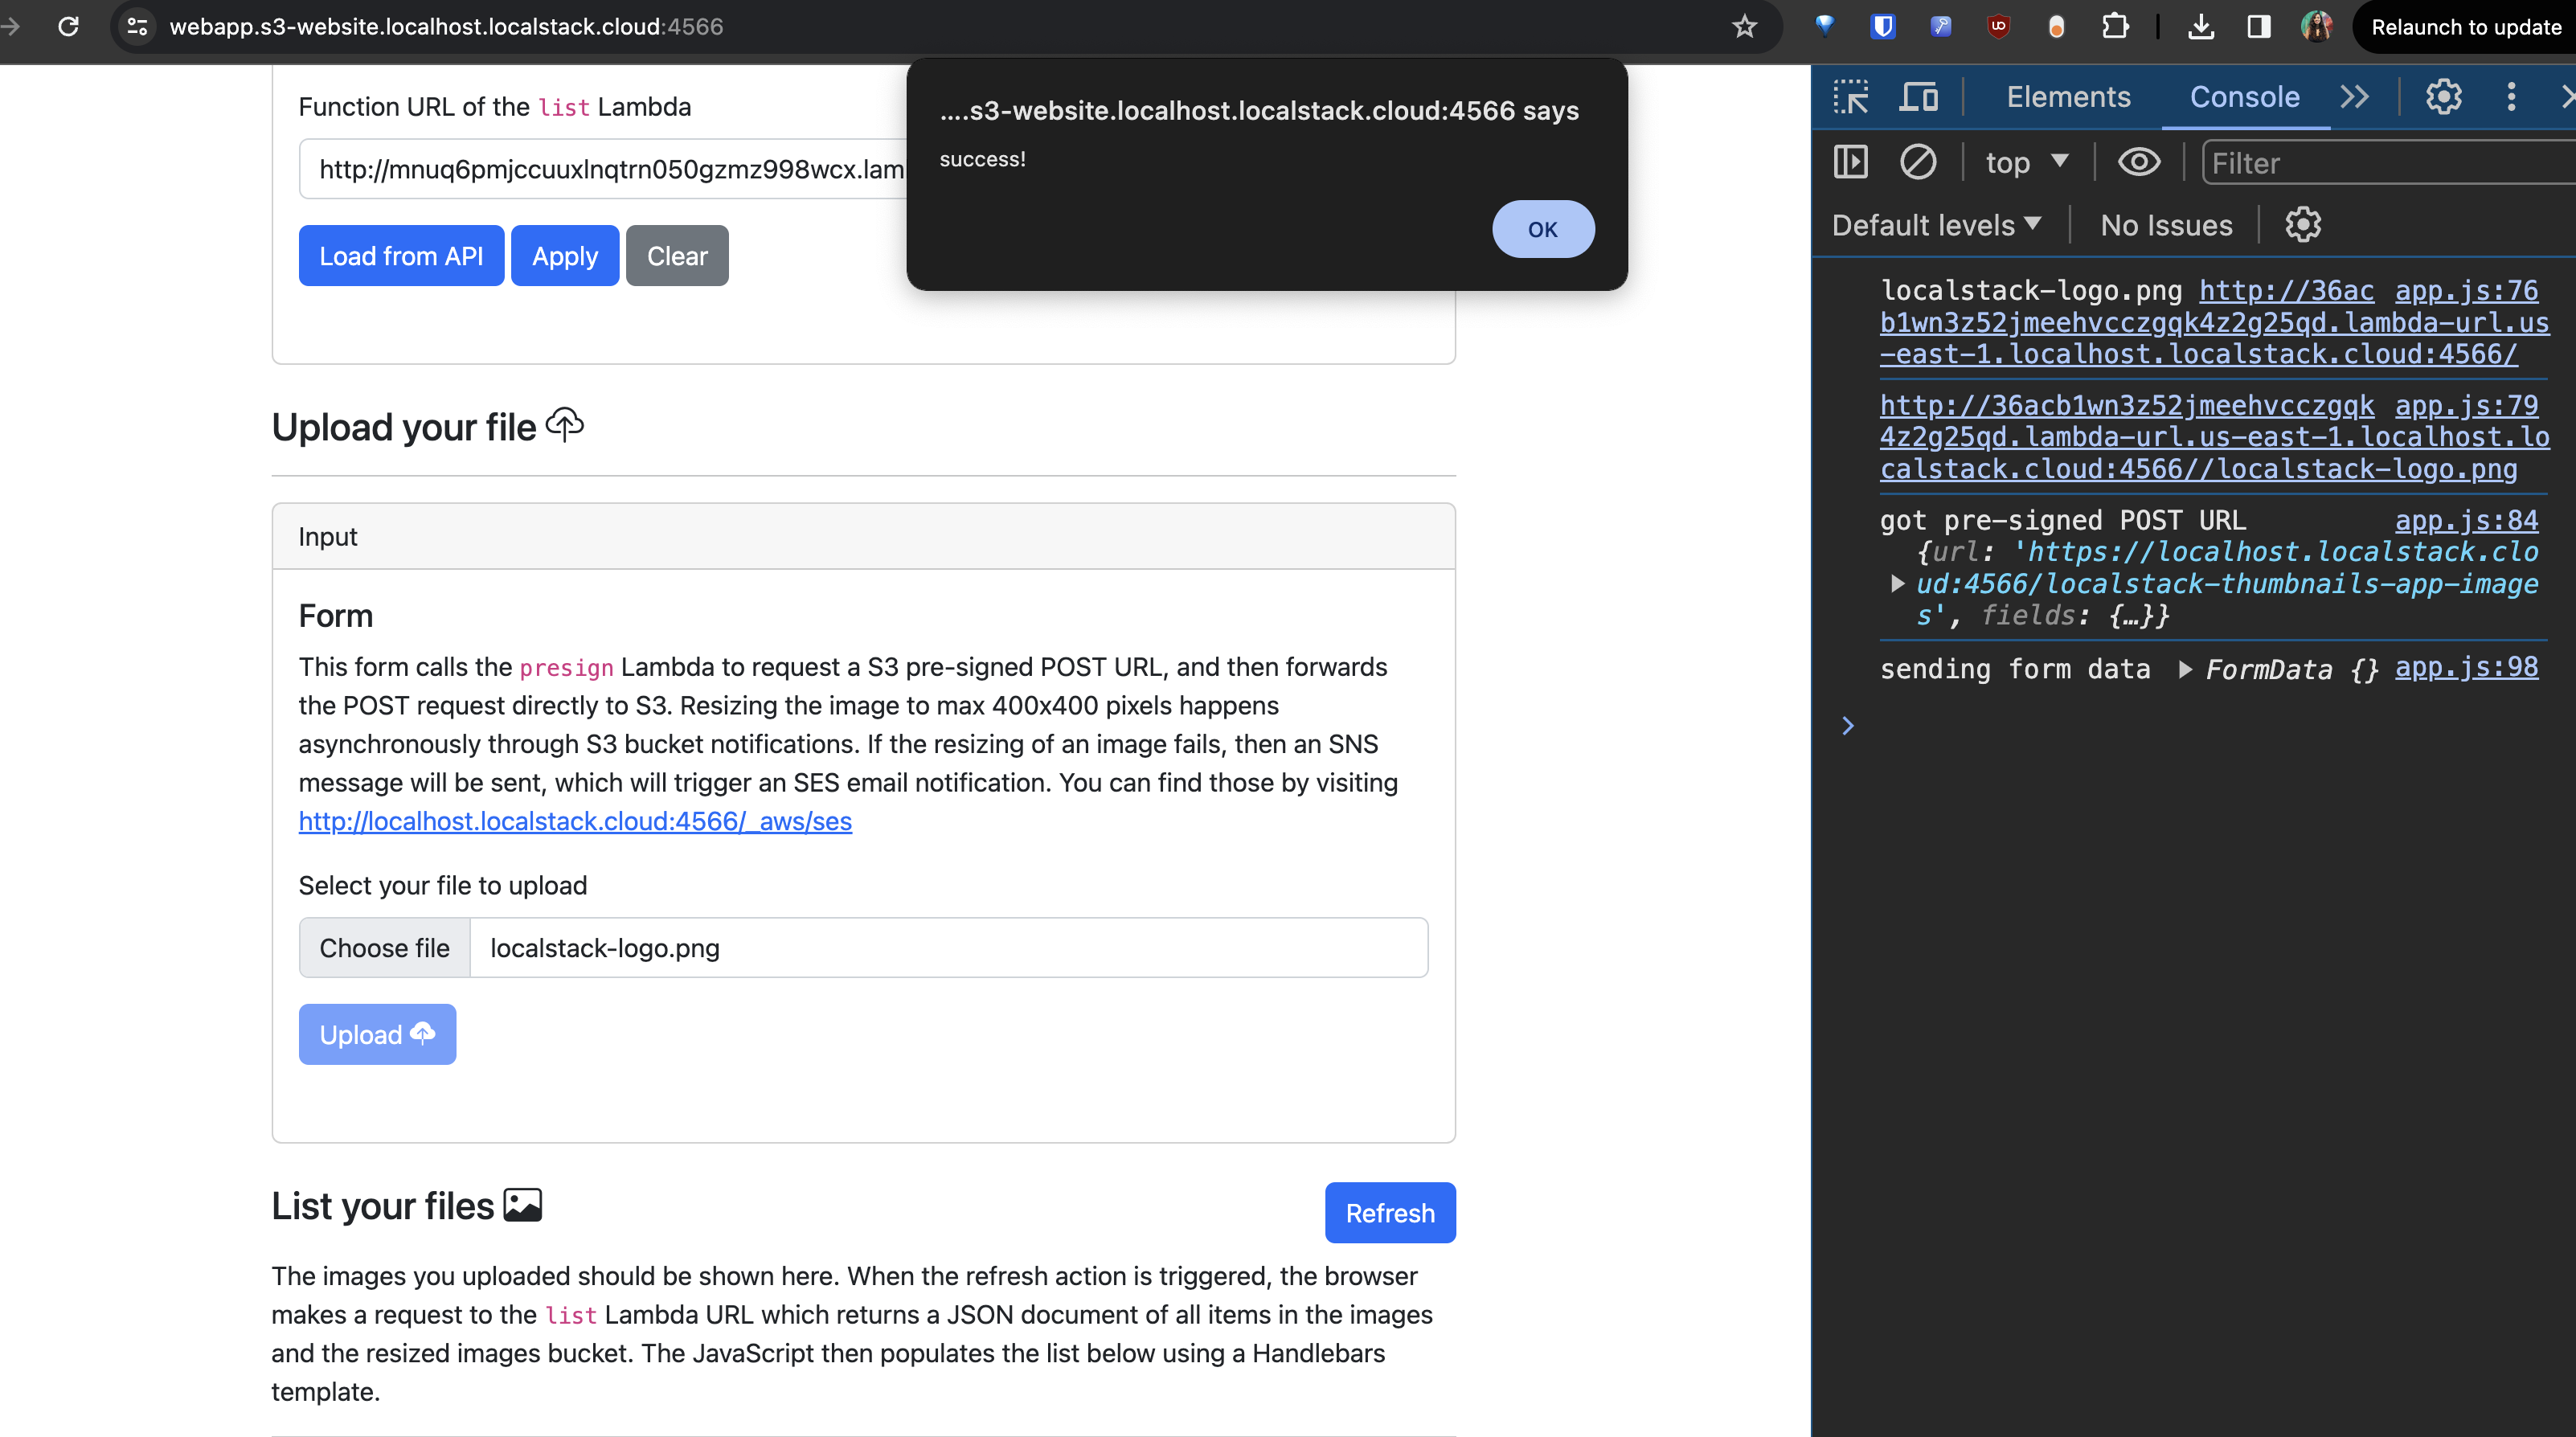 webapp.s3-website.localhost.localstack.cloud:4566
Relaunch to update
Function URL of the list Lambda
http://mnuq6pmjccuuxlnqtrn050gzmz998wcx.lam
Load from API
Apply
Clear
....s3-website.localhost.localstack.cloud:4566 says
success!
OK
Upload your file
Input
Form
This form calls the presign Lambda to request a S3 pre-signed POST URL, and then forwards
the POST request directly to S3. Resizing the image to max 400x400 pixels happens
asynchronously through S3 bucket notifications. If the resizing of an image fails, then an SNS
message will be sent, which will trigger an SES email notification. You can find those by visiting
http://localhost.localstack.cloud:4566/_aws/ses
Select your file to upload
Choose file
localstack-logo.png
Upload
List your files
Refresh
The images you uploaded should be shown here. When the refresh action is triggered, the browser
makes a request to the list Lambda URL which returns a JSON document of all items in the images
and the resized images bucket. The JavaScript then populates the list below using a Handlebars
template.
Elements
Console
top
Filter
Default levels
No Issues
localstack-logo.png http://36ac app.js:76
b1wn3z52jmeehvcczgqk4z2g25qd.lambda-url.us
-east-1.localhost.localstack.cloud:4566/
http://36acb1wn3z52jmeehvcczgqk app.js:79
4z2g25qd.lambda-url.us-east-1.localhost.lo
calstack.cloud:4566//localstack-logo.png
got pre-signed POST URL app.js:84
{url: 'https://localhost.localstack.clo
ud:4566/localstack-thumbnails-app-image
s', fields: {…}}
sending form data FormData {} app.js:98